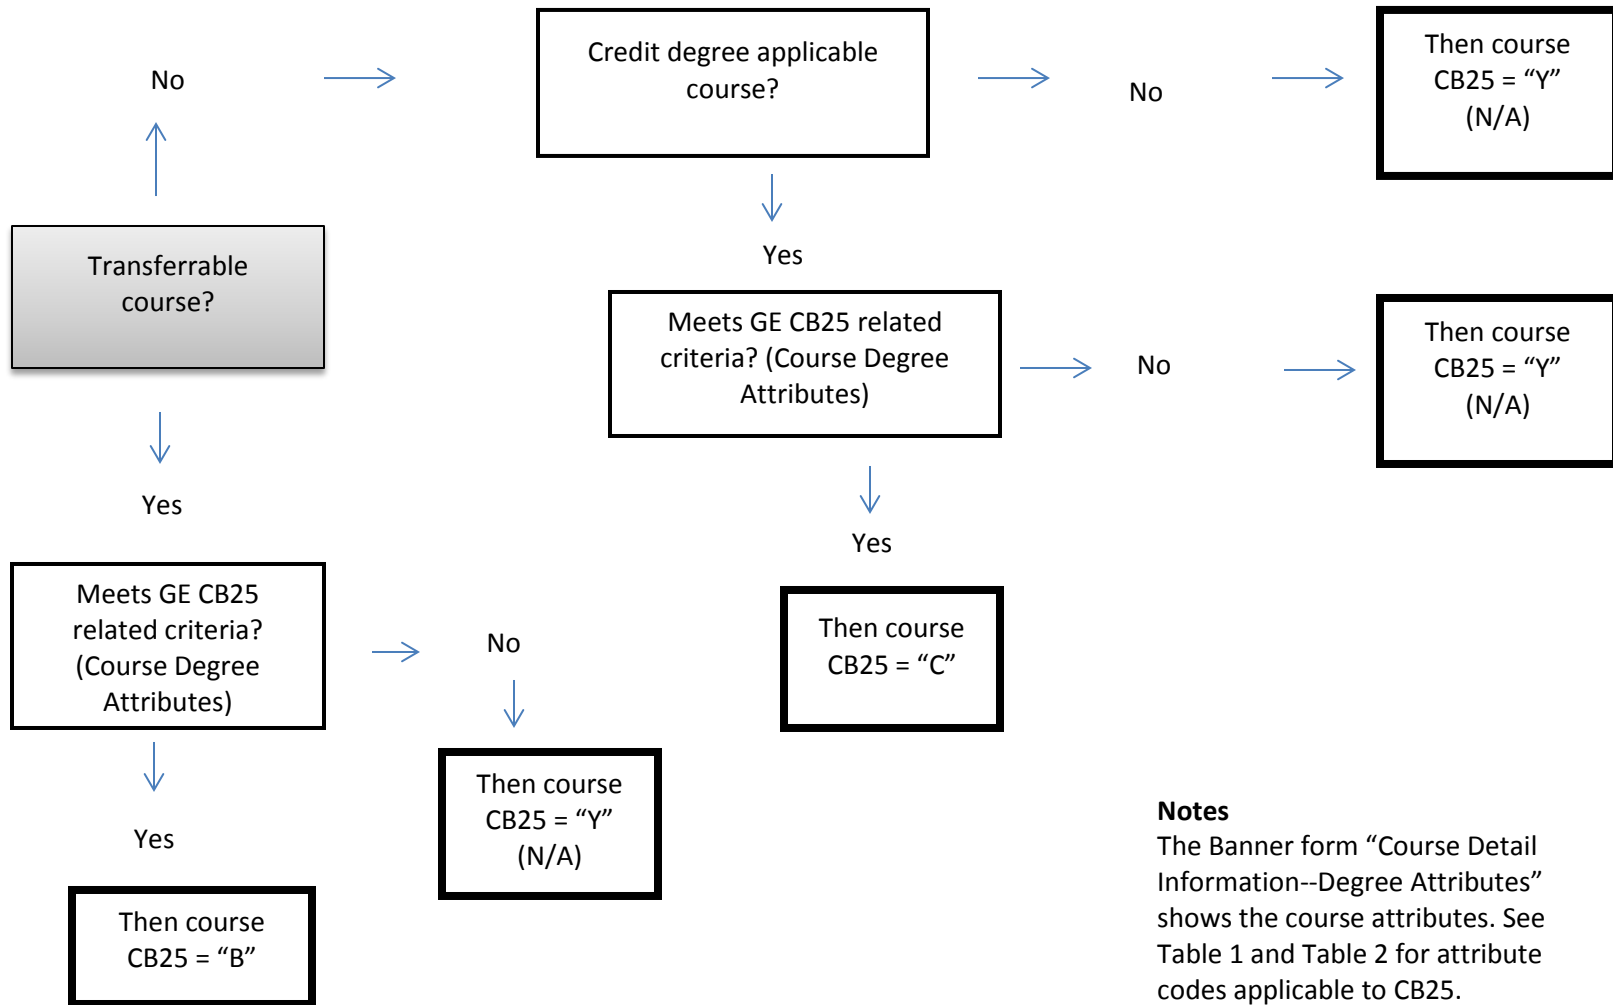 No
Credit degree applicable
course?
No
Then course
CB25 = “Y”
(N/A)
Transferrable
course?
Yes
Meets GE CB25 related
criteria? (Course Degree
Attributes)
No
Then course
CB25 = “Y”
(N/A)
Yes
Yes
Meets GE CB25
related criteria?
(Course Degree
Attributes)
No
Then course
CB25 = “C”
Then course
CB25 = “Y”
(N/A)
Yes
Then course
CB25 = “B”
Notes
The Banner form “Course Detail
Information--Degree Attributes”
shows the course attributes. See
Table 1 and Table 2 for attribute
codes applicable to CB25.